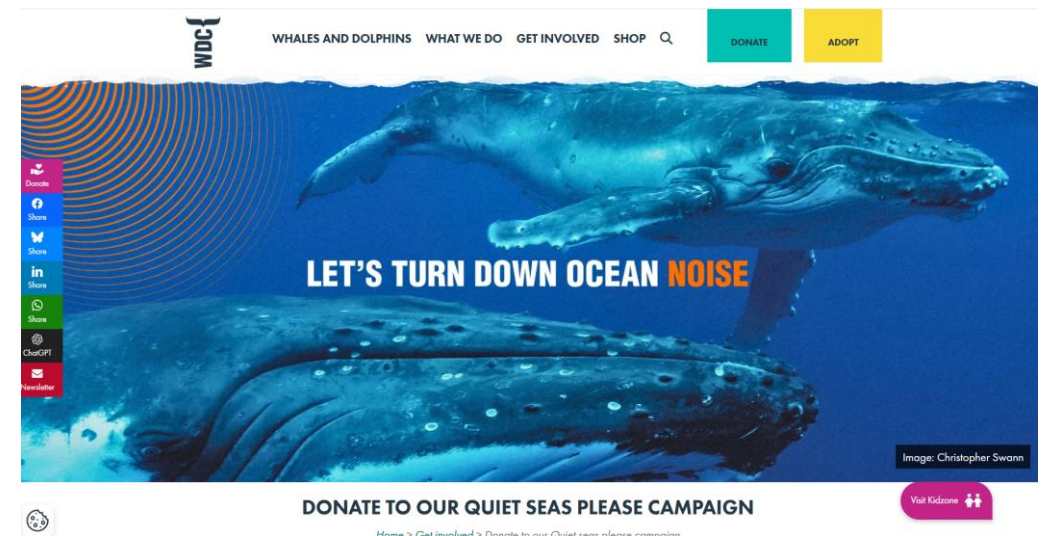 WDC
WHALES AND DOLPHINS WHAT WE DO GET INVOLVED SHOP
DONATE
ADOPT
Donate
Share
Share
Share
Share
ChatGPT
Newsletter
LET'S TURN DOWN OCEAN NOISE
Image: Christopher Swann
DONATE TO OUR QUIET SEAS PLEASE CAMPAIGN
Visit Kidzone
Home > Get involved > Donate to our Quiet seas please campaign